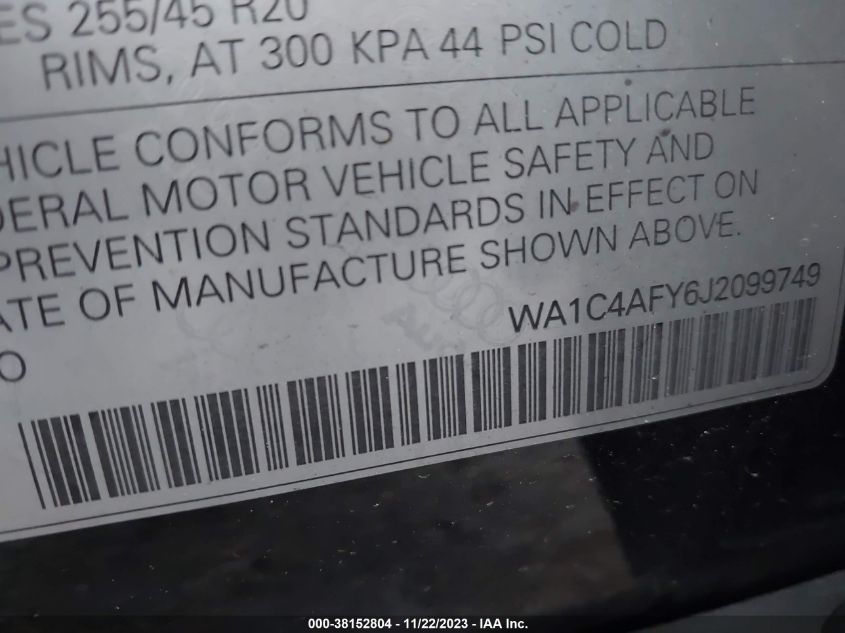 ES 255/45 R20
RIMS, AT 300 KPA 44 PSI COLD
HICLE CONFORMS TO ALL APPLICABLE
DERAL MOTOR VEHICLE SAFETY AND
PREVENTION STANDARDS IN EFFECT ON
ATE OF MANUFACTURE SHOWN ABOVE.
WA1C4AFY6J2099749
O
000-38152804 - 11/22/2023 - IAA Inc.